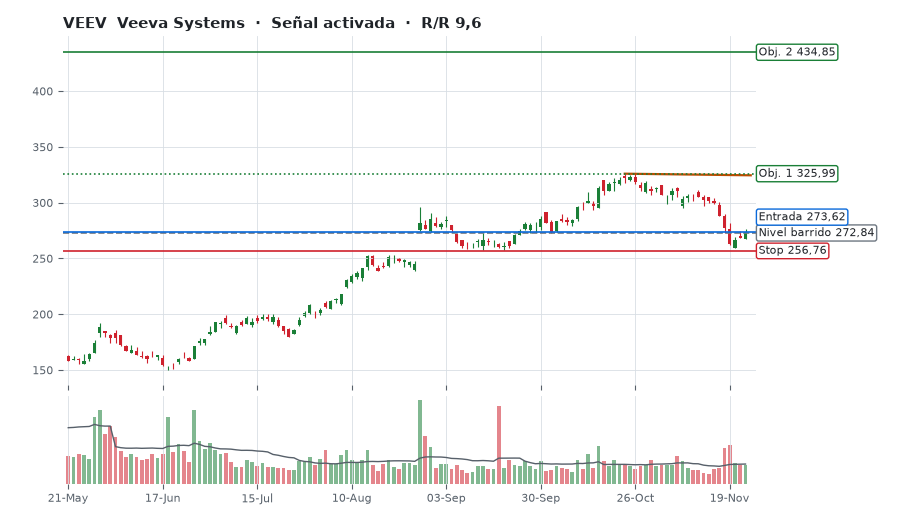 VEEV Veeva Systems · Señal activada · R/R 9,6
Obj. 2 434,85
400
350
Obj. 1 325,99
300
Entrada 273,62
Nivel barrido 272,84
Stop 256,76
250
200
150
21-May 17-Jun 15-Jul 10-Aug 03-Sep 30-Sep 26-Oct 19-Nov